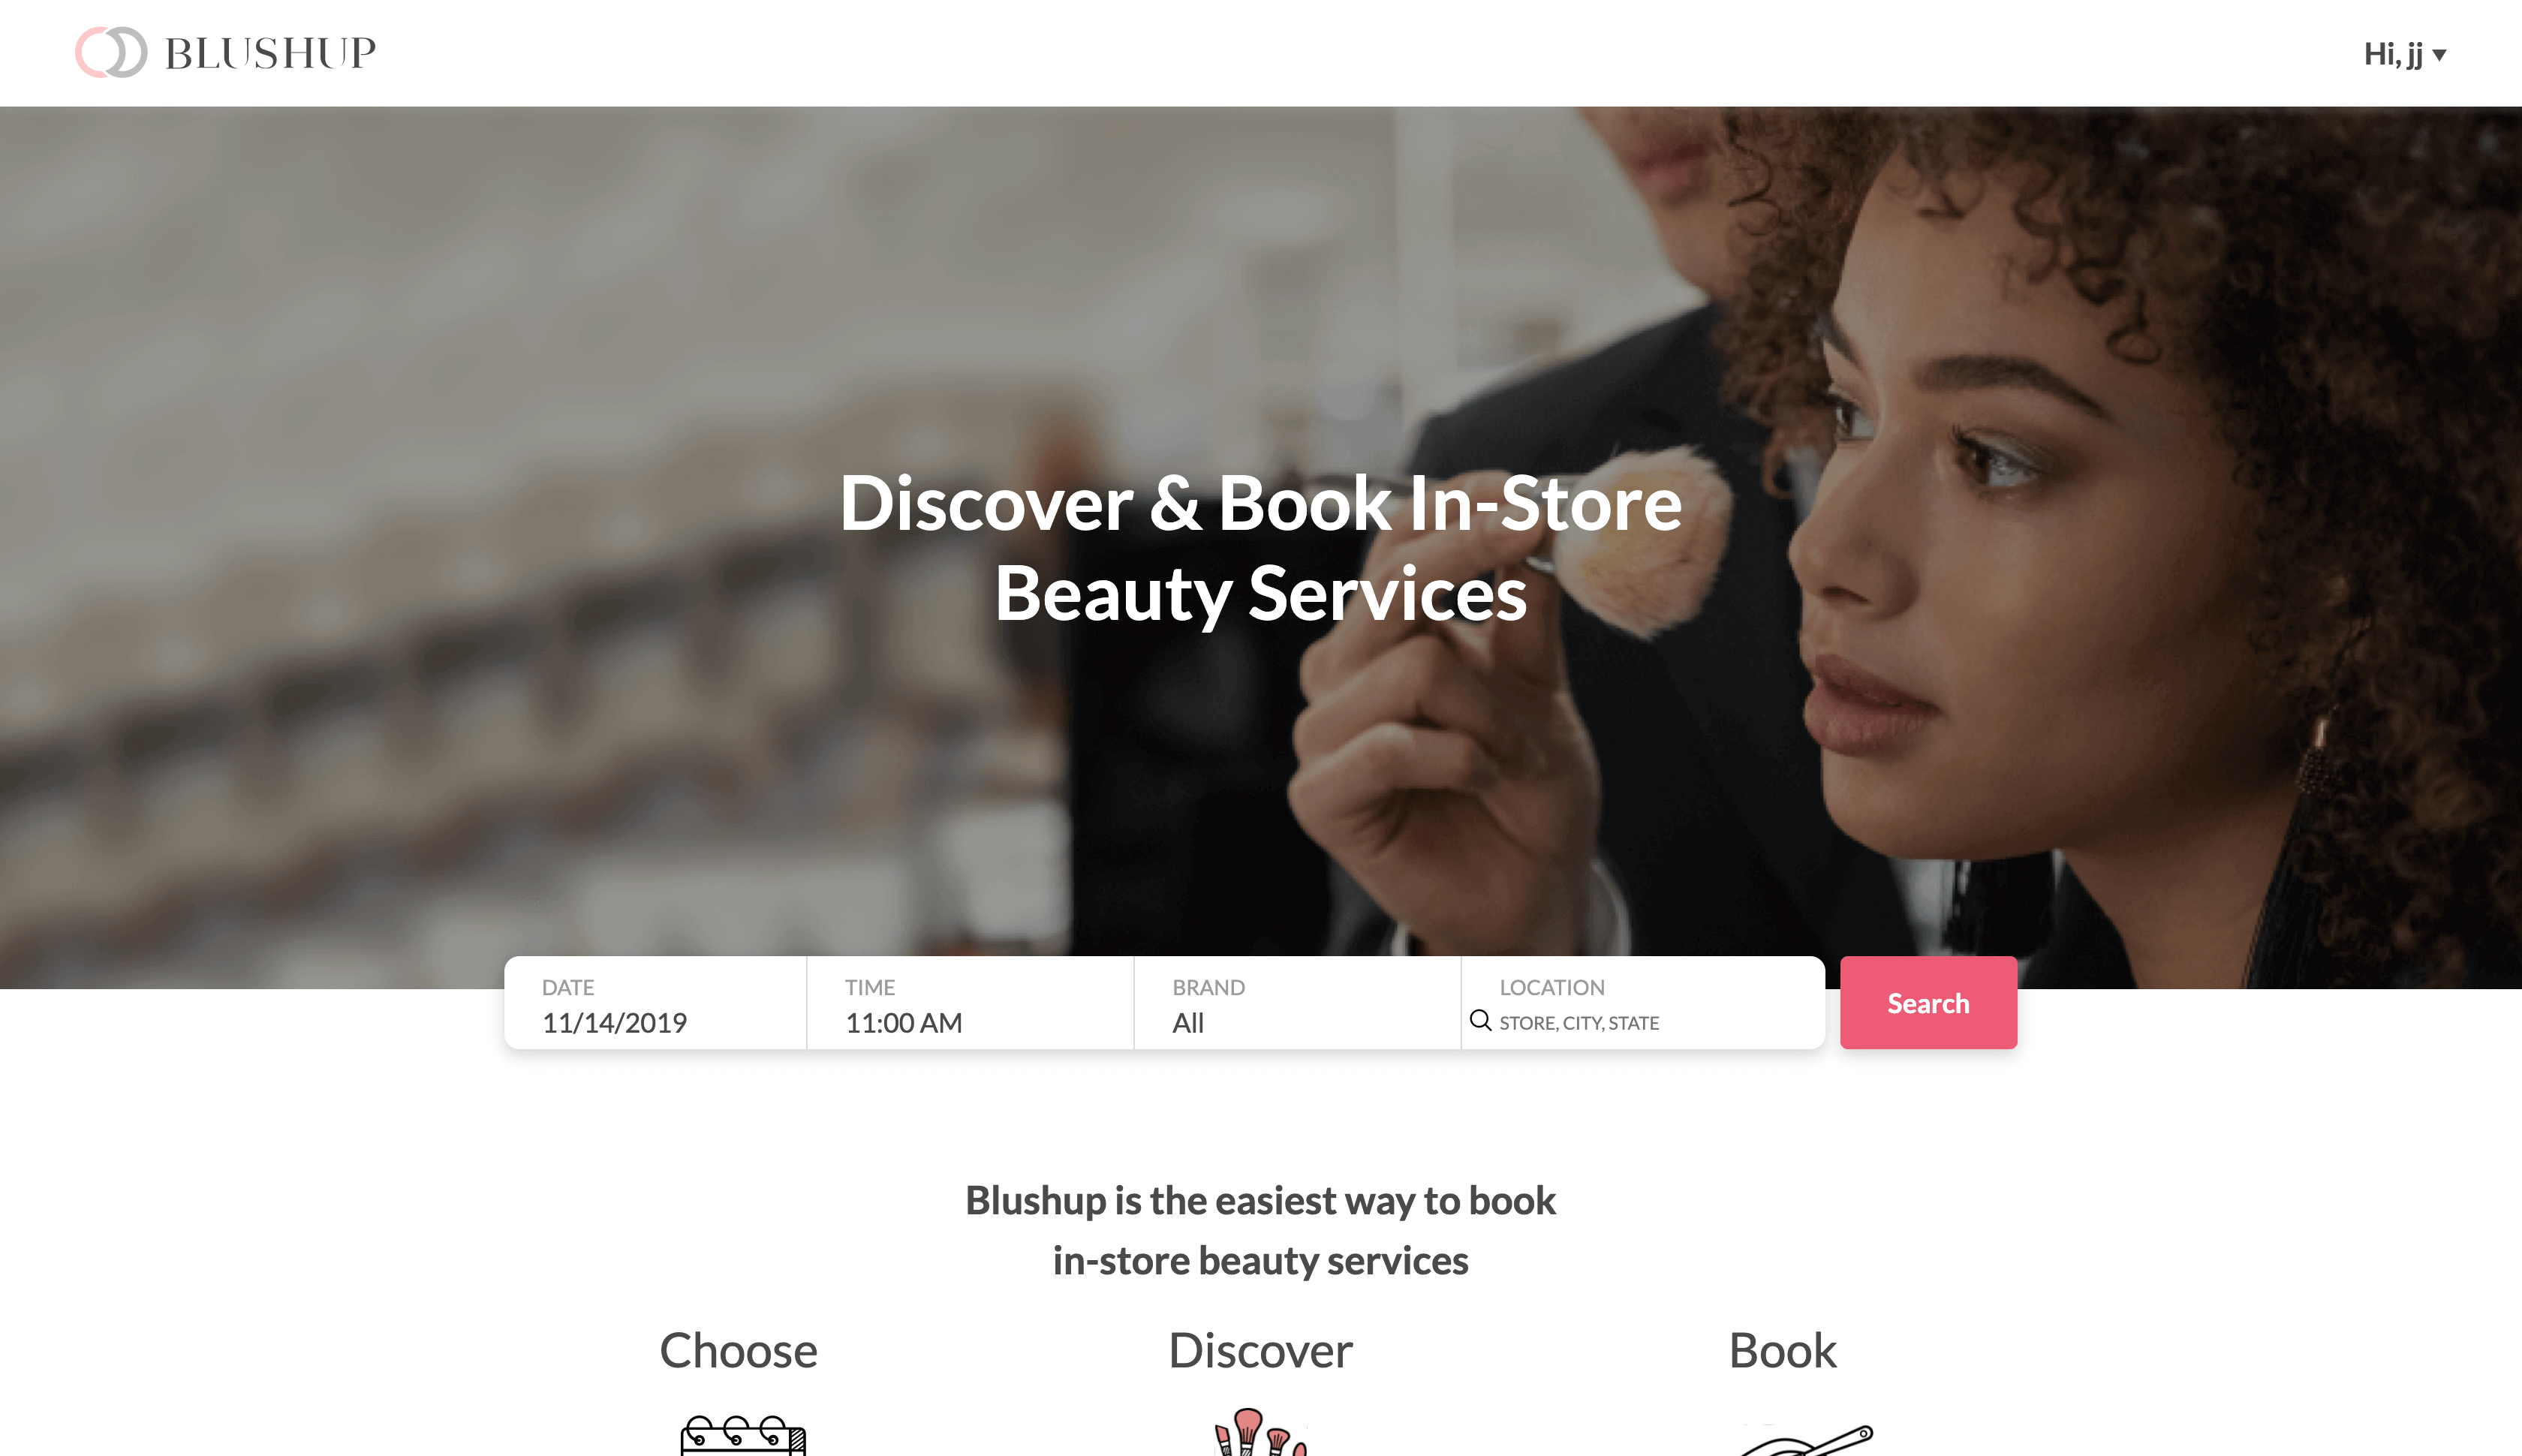 BLUSHUP
Hi, jj
Discover & Book In-Store
Beauty Services
DATE
11/14/2019
TIME
11:00 AM
BRAND
All
LOCATION
STORE, CITY, STATE
Search
Blushup is the easiest way to book
in-store beauty services
Choose
Discover
Book